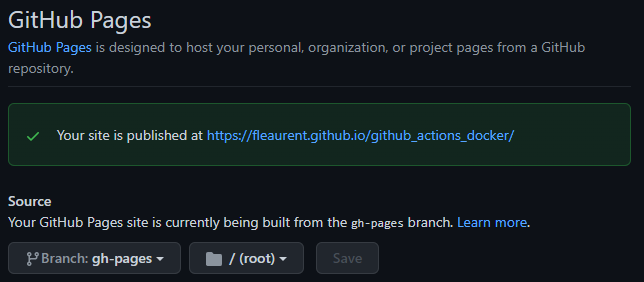 GitHub Pages
GitHub Pages is designed to host your personal, organization, or project pages from a GitHub
repository.
Your site is published at https://fleaurent.github.io/github_actions_docker/
Source
Your GitHub Pages site is currently being built from the gh-pages branch. Learn more.
Branch: gh-pages / (root) Save